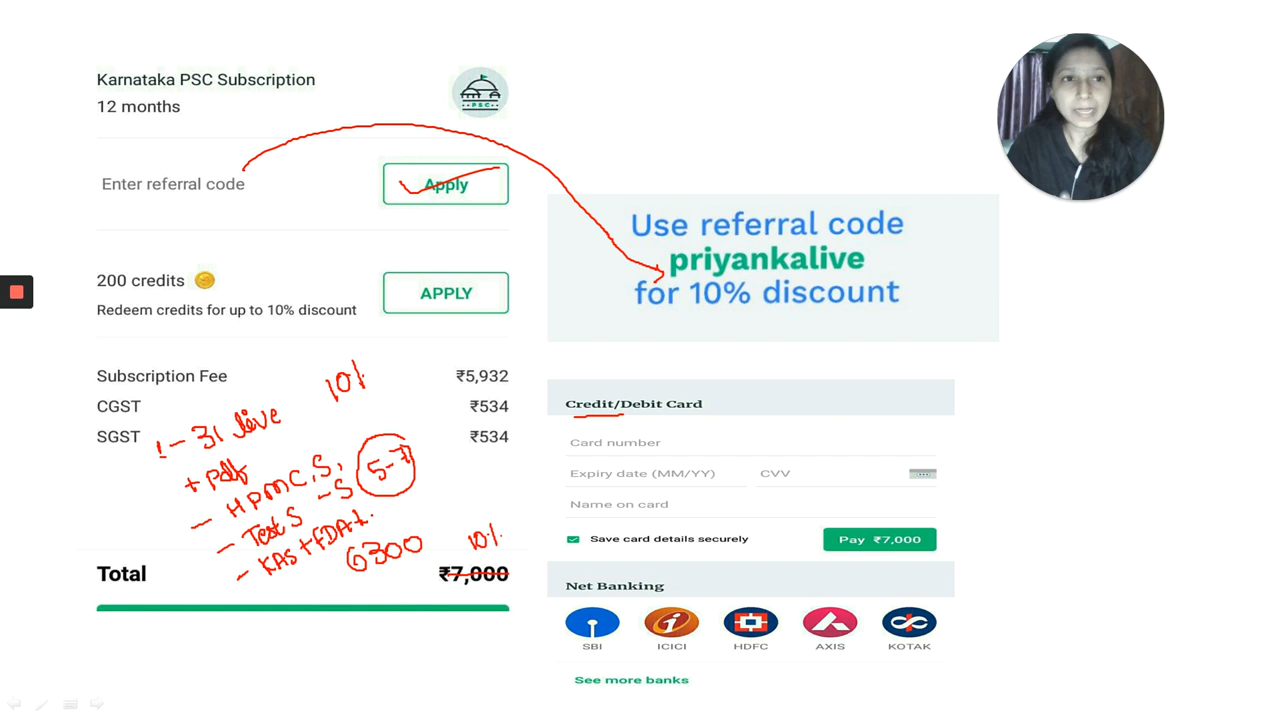 Karnataka PSC Subscription
12 months
PSC
Enter referral code
Apply
200 credits
APPLY
Redeem credits for up to 10% discount
Subscription Fee
₹5,932
CGST
₹534
SGST
₹534
10%
1 - 31 live
+ pdf
- H P M C, S,
5-7
- Test S - S
- KAS + FDA +
6300
10%
Total
₹7,000
Use referral code
priyankalive
for 10% discount
Credit/Debit Card
Card number
Expiry date (MM/YY)
CVV
Name on card
Save card details securely
Pay ₹7,000
Net Banking
SBI
ICICI
HDFC
AXIS
KOTAK
See more banks